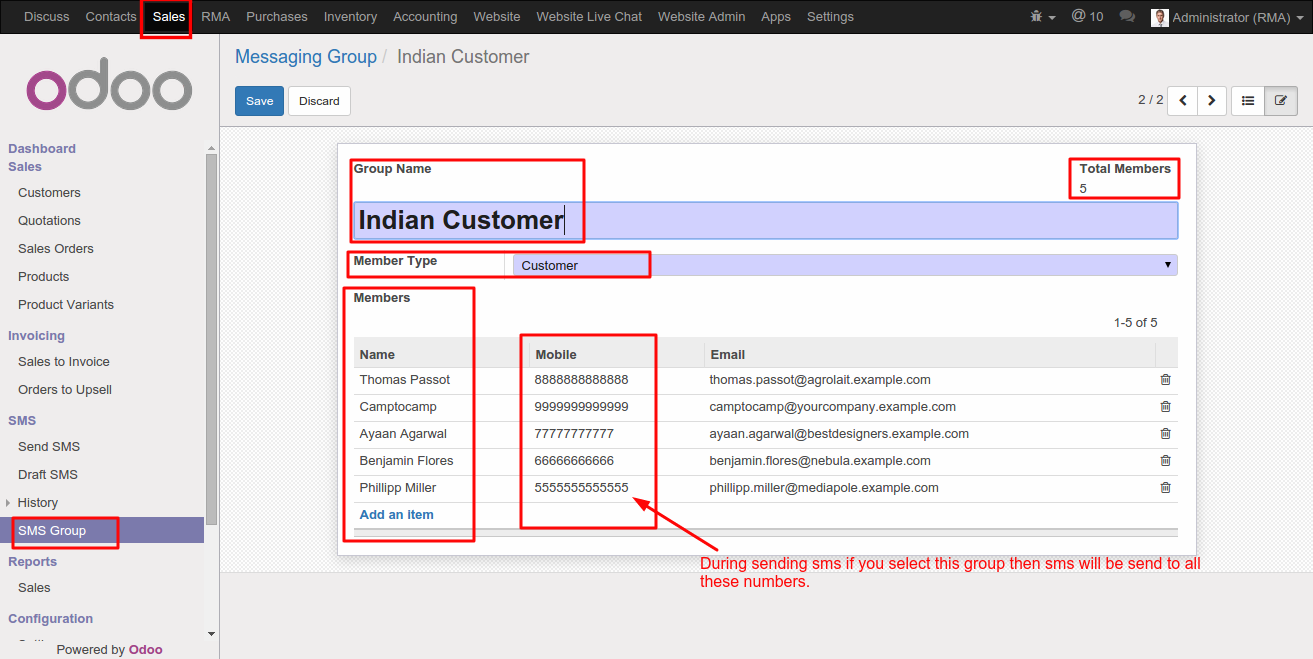 Discuss Contacts Sales RMA Purchases Inventory Accounting Website Website Live Chat Website Admin Apps Settings @ 10 Administrator (RMA)
odoo
Messaging Group / Indian Customer
Save Discard
2 / 2
Dashboard
Sales
Customers
Quotations
Sales Orders
Products
Product Variants
Invoicing
Sales to Invoice
Orders to Upsell
SMS
Send SMS
Draft SMS
History
SMS Group
Reports
Sales
Configuration
Powered by Odoo
Group Name
Total Members
5
Indian Customer
Member Type
Customer
Members
1-5 of 5
Name Mobile Email
Thomas Passot 8888888888888 thomas.passot@agrolait.example.com
Camptocamp 9999999999999 camptocamp@yourcompany.example.com
Ayaan Agarwal 77777777777 ayaan.agarwal@bestdesigners.example.com
Benjamin Flores 66666666666 benjamin.flores@nebula.example.com
Phillipp Miller 5555555555555 phillipp.miller@mediapole.example.com
Add an item
During sending sms if you select this group then sms will be send to all
these numbers.